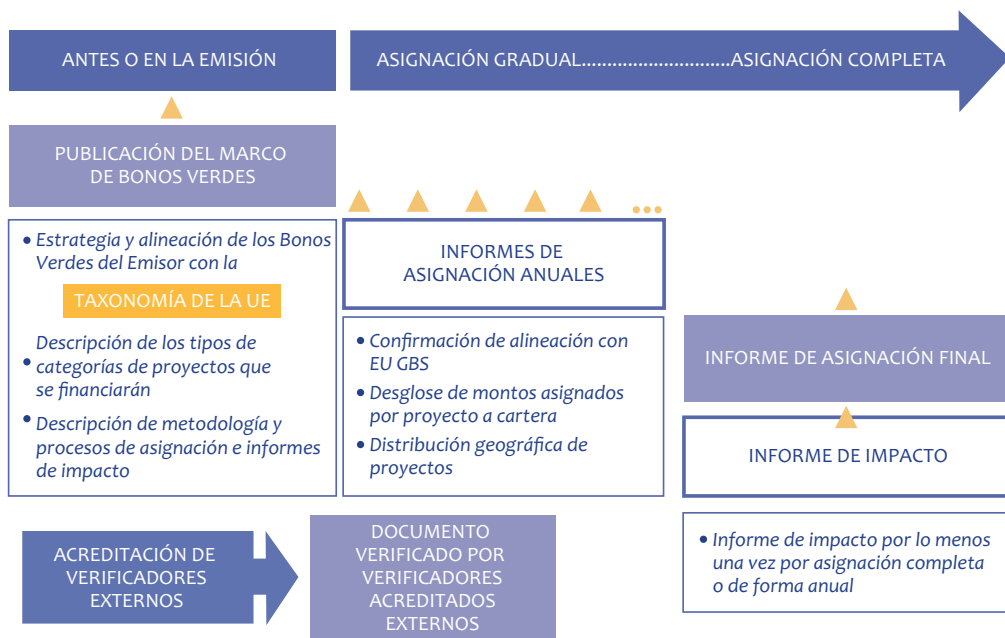 ANTES O EN LA EMISIÓN
ASIGNACIÓN GRADUAL.............................ASIGNACIÓN COMPLETA
PUBLICACIÓN DEL MARCO
DE BONOS VERDES
• Estrategia y alineación de los Bonos
Verdes del Emisor con la
TAXONOMÍA DE LA UE
• Descripción de los tipos de
categorías de proyectos que
se financiarán
• Descripción de metodología y
procesos de asignación e informes
de impacto
...
INFORMES DE
ASIGNACIÓN ANUALES
• Confirmación de alineación con
EU GBS
• Desglose de montos asignados
por proyecto a cartera
• Distribución geográfica de
proyectos
INFORME DE ASIGNACIÓN FINAL
INFORME DE IMPACTO
• Informe de impacto por lo menos
una vez por asignación completa
o de forma anual
ACREDITACIÓN DE
VERIFICADORES
EXTERNOS
DOCUMENTO
VERIFICADO POR
VERIFICADORES
ACREDITADOS
EXTERNOS